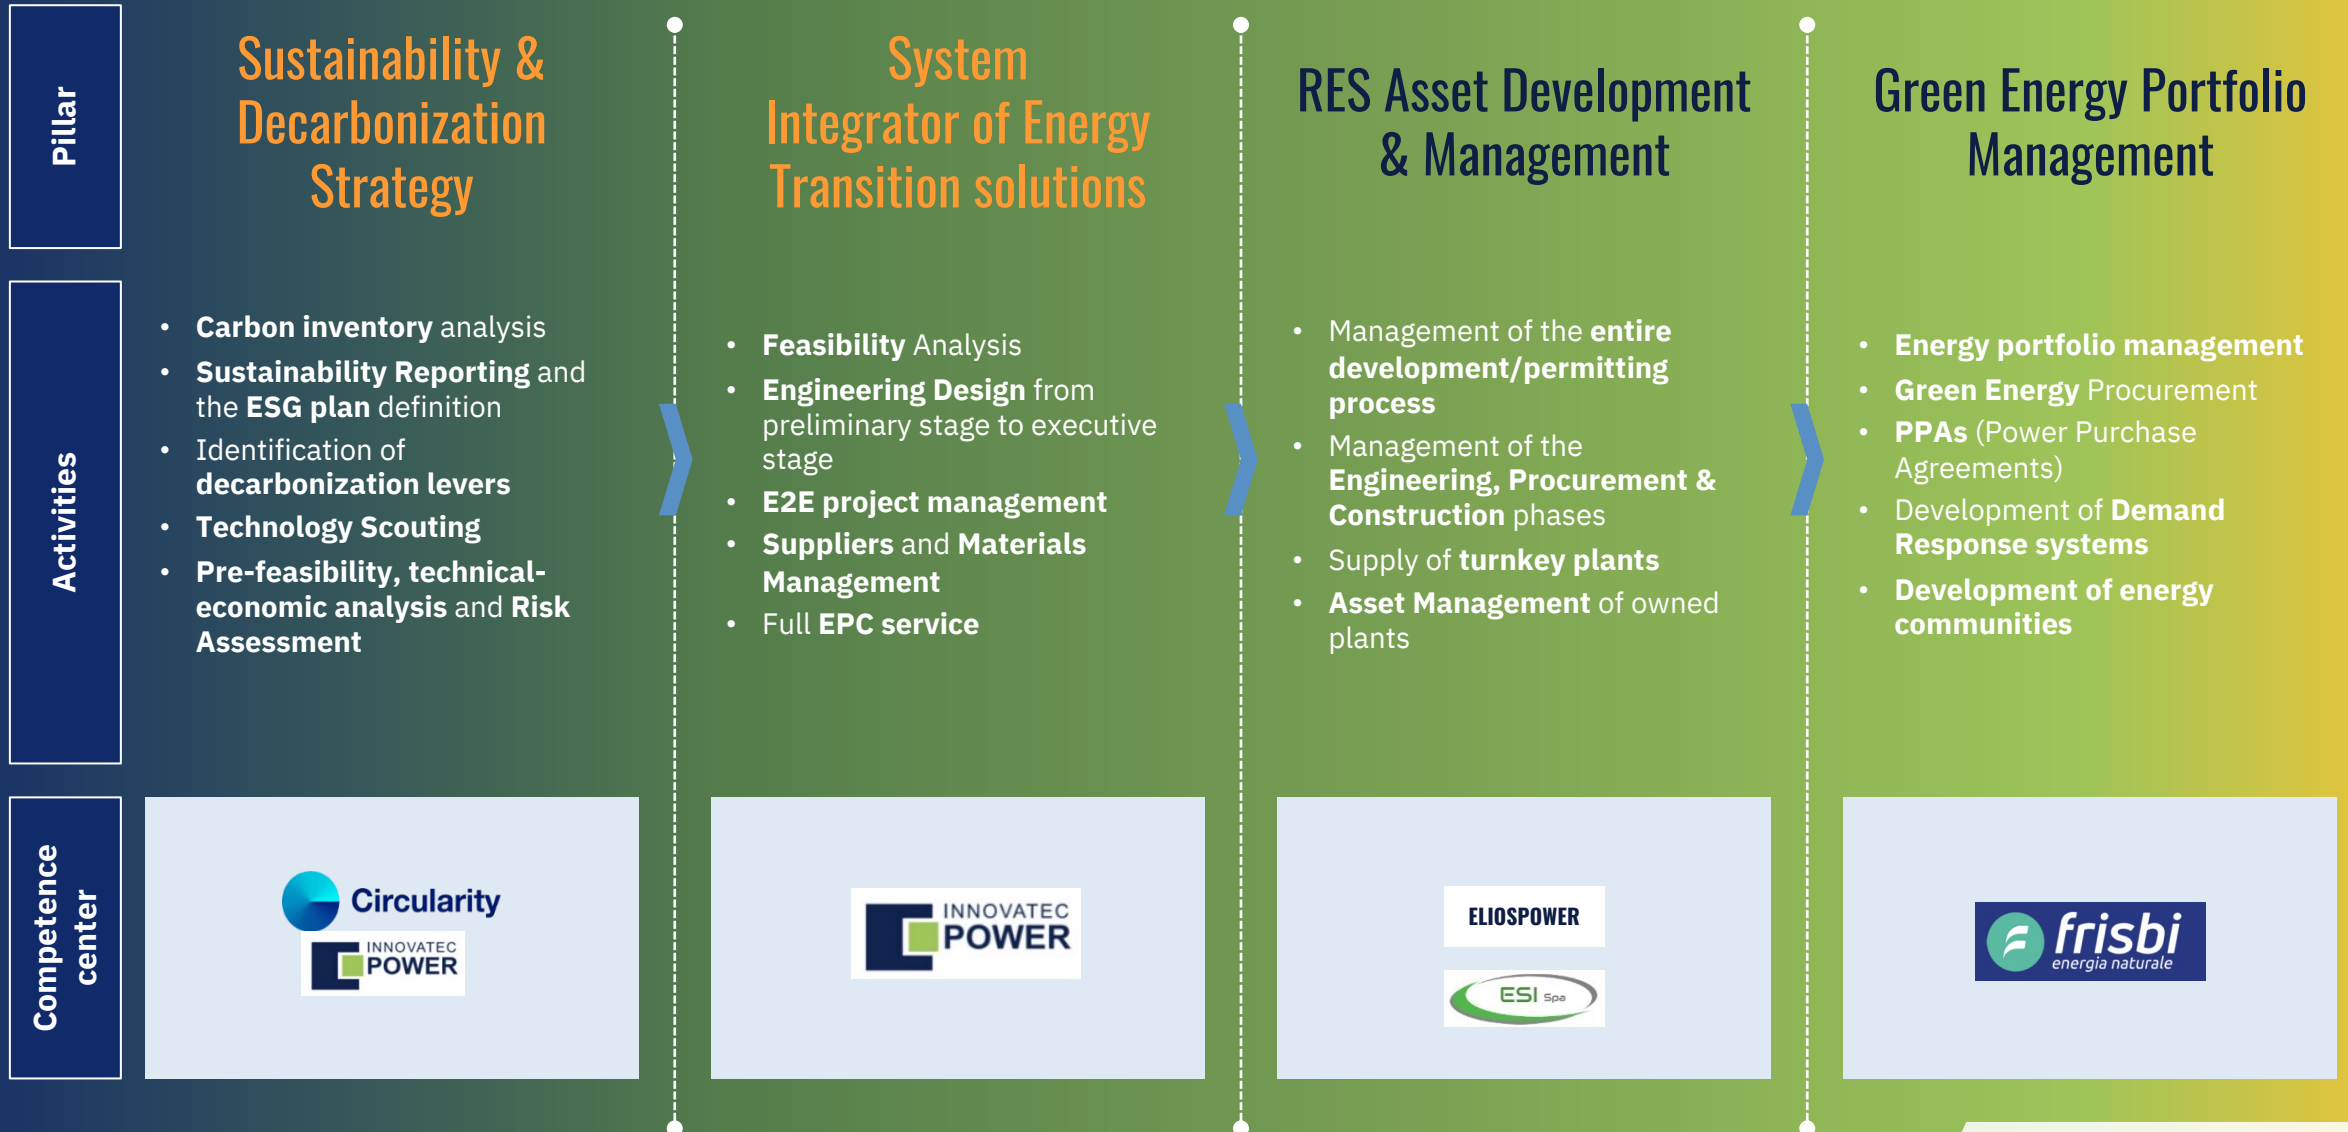 Pillar
Sustainability &
Decarbonization
Strategy
System
Integrator of Energy
Transition solutions
RES Asset Development
& Management
Green Energy Portfolio
Management
Activities
• Carbon inventory analysis
• Sustainability Reporting and
the ESG plan definition
• Identification of
decarbonization levers
• Technology Scouting
• Pre-feasibility, technical-
economic analysis and Risk
Assessment
• Feasibility Analysis
• Engineering Design from
preliminary stage to executive
stage
• E2E project management
• Suppliers and Materials
Management
• Full EPC service
• Management of the entire
development/permitting
process
• Management of the
Engineering, Procurement &
Construction phases
• Supply of turnkey plants
• Asset Management of owned
plants
• Energy portfolio management
• Green Energy Procurement
• PPAs (Power Purchase
Agreements)
• Development of Demand
Response systems
• Development of energy
communities
Competence
center
Circularity
INNOVATEC
POWER
INNOVATEC
POWER
ELIOSPOWER
ESI Spa
frisbi
energia naturale